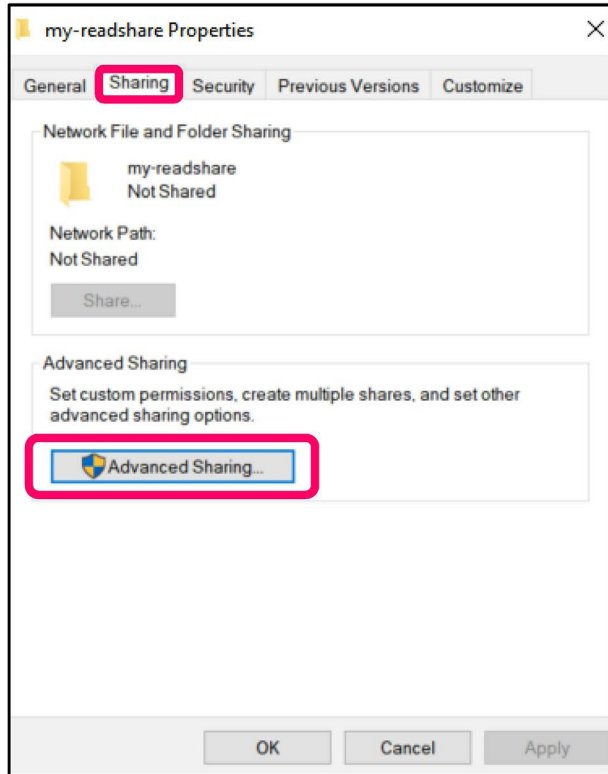 my-readshare Properties
General Sharing Security Previous Versions Customize
Network File and Folder Sharing
my-readshare
Not Shared
Network Path:
Not Shared
Share...
Advanced Sharing
Set custom permissions, create multiple shares, and set other
advanced sharing options.
Advanced Sharing...
OK Cancel Apply